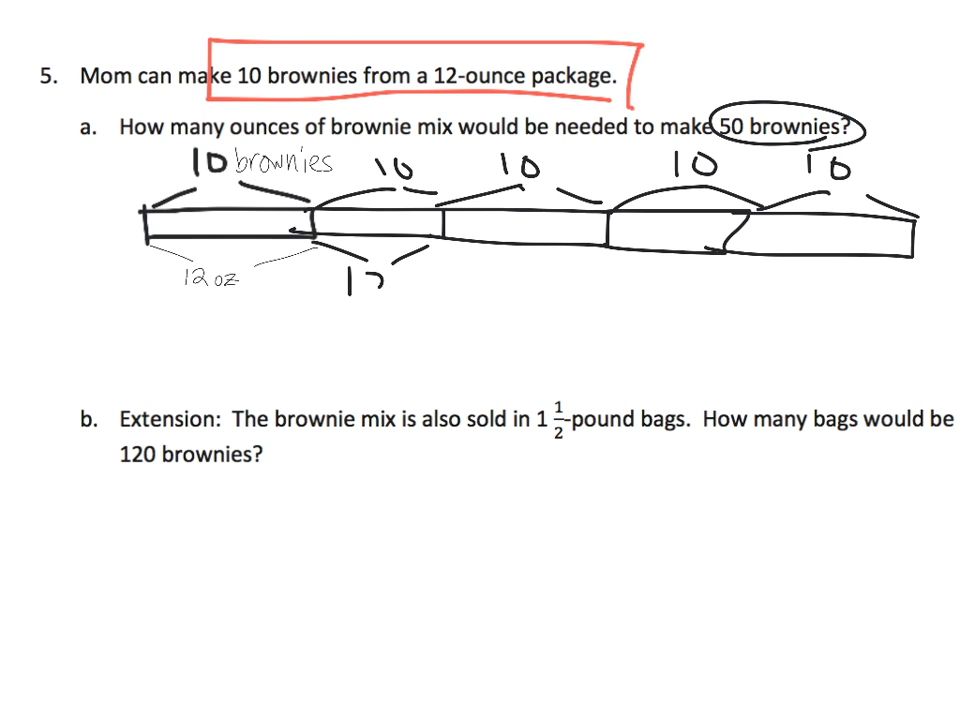 5. Mom can make 10 brownies from a 12-ounce package.
a. How many ounces of brownie mix would be needed to make 50 brownies?
10 brownies 10 10 10 10
12 oz
b. Extension: The brownie mix is also sold in 1 1/2-pound bags. How many bags would be
120 brownies?